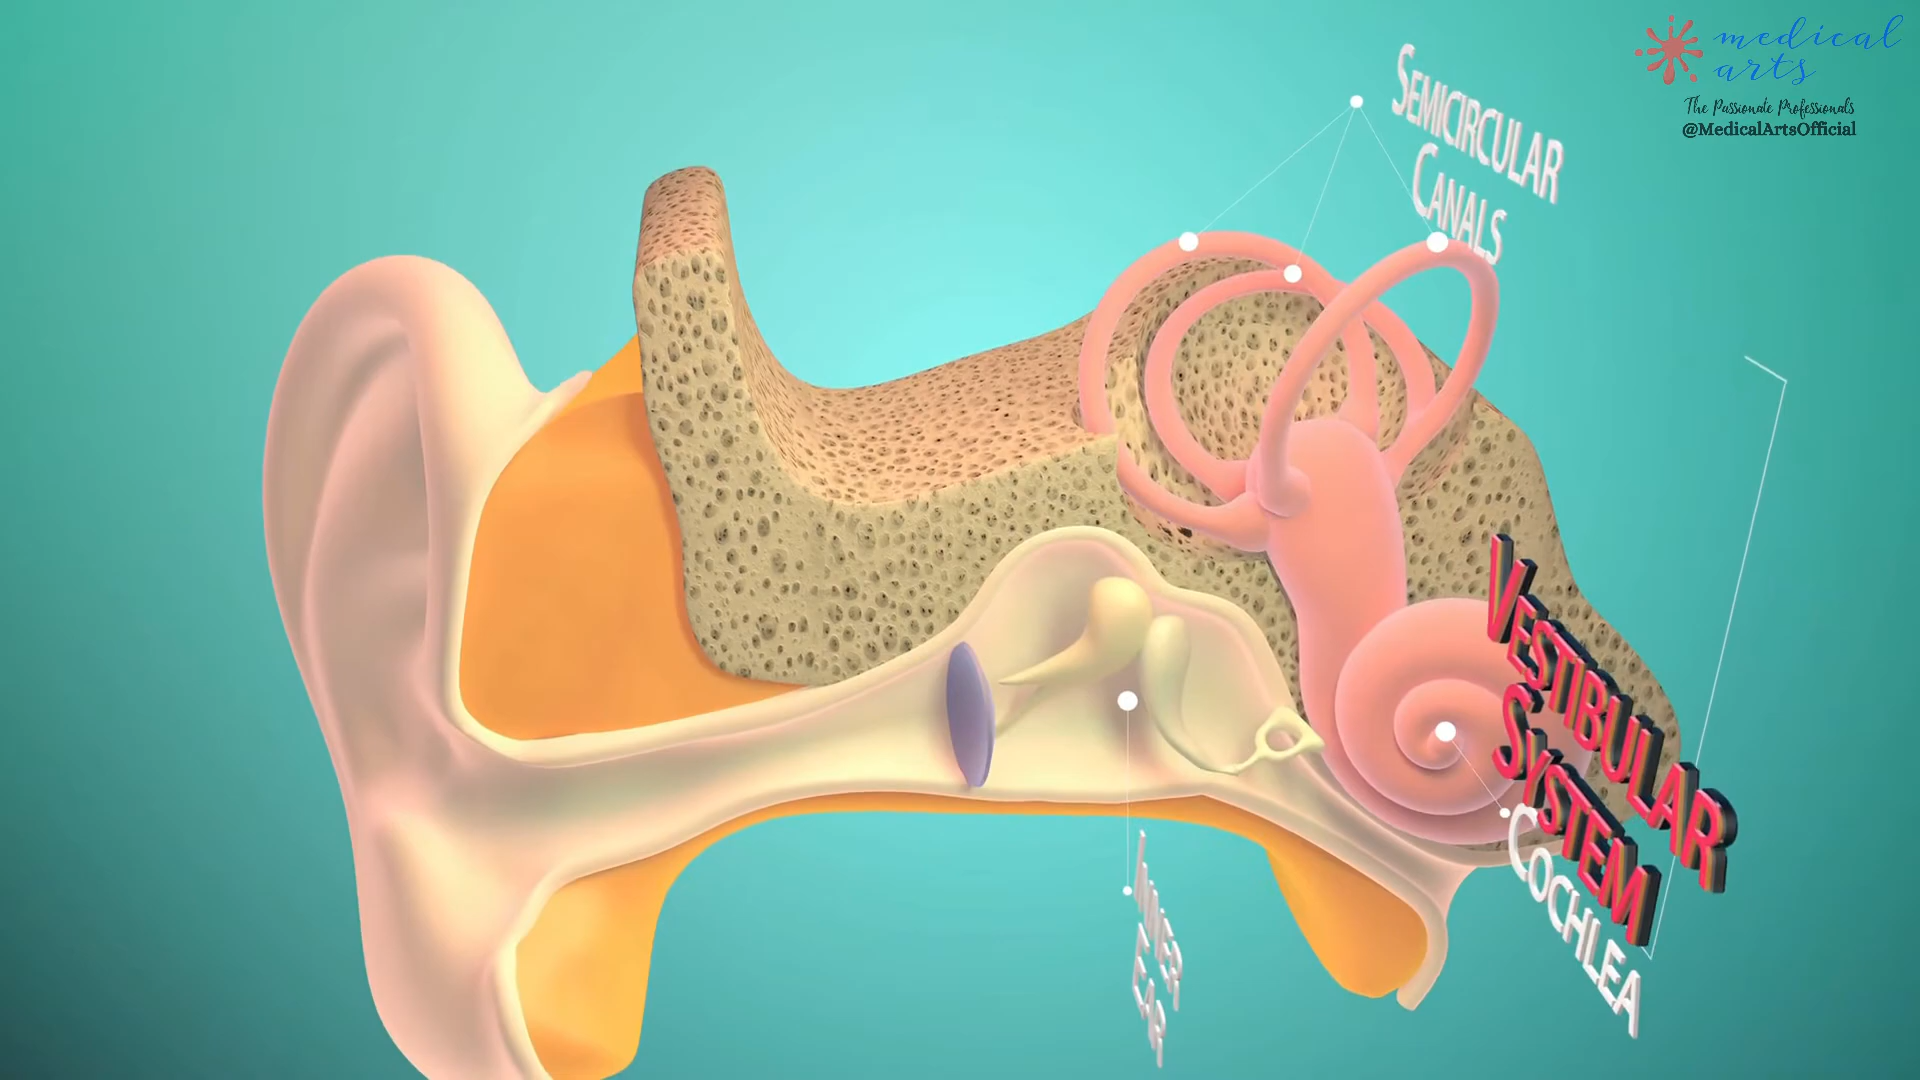 medical
arts
The Passionate Professionals
@MedicalArtsOfficial
SEMICIRCULAR
CANALS
VESTIBULAR
SYSTEM
COCHLEA
INNER
EAR